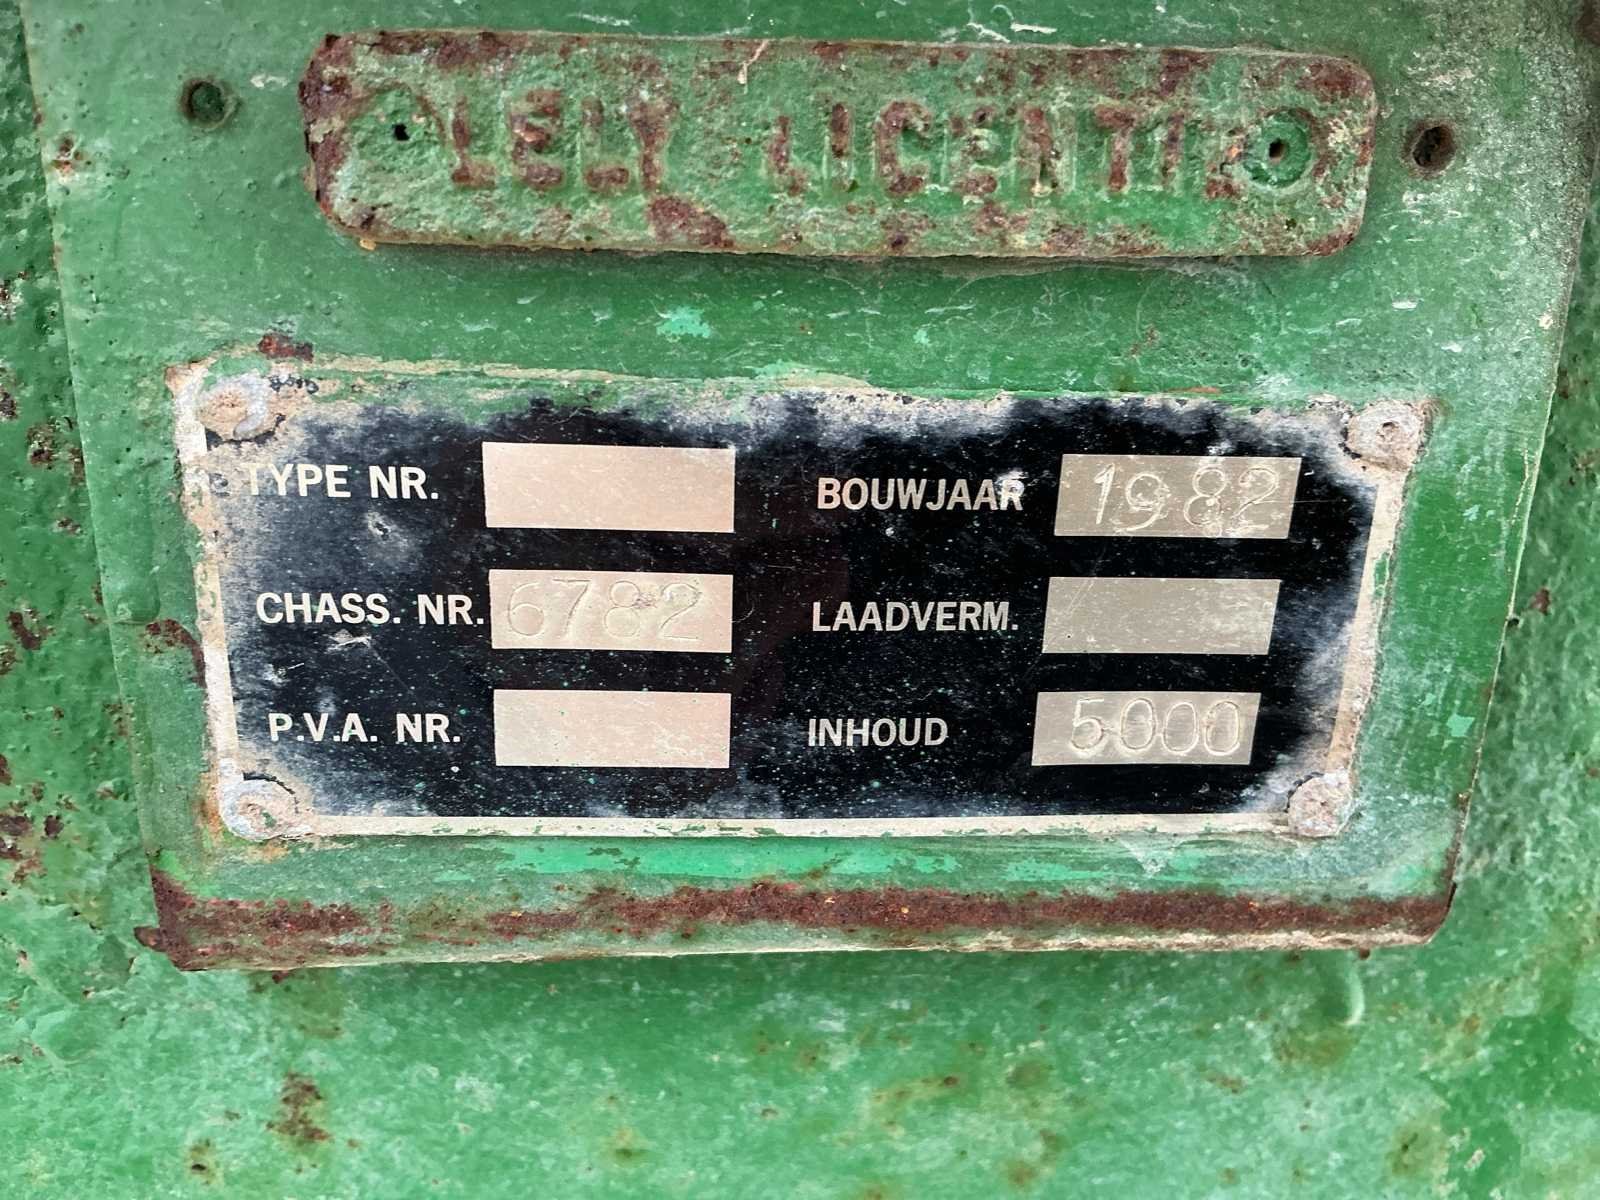 LELY LICENTIE
TYPE NR.
BOUWJAAR 1982
CHASS. NR. 6782
LAADVERM.
P.V.A. NR.
INHOUD 5000